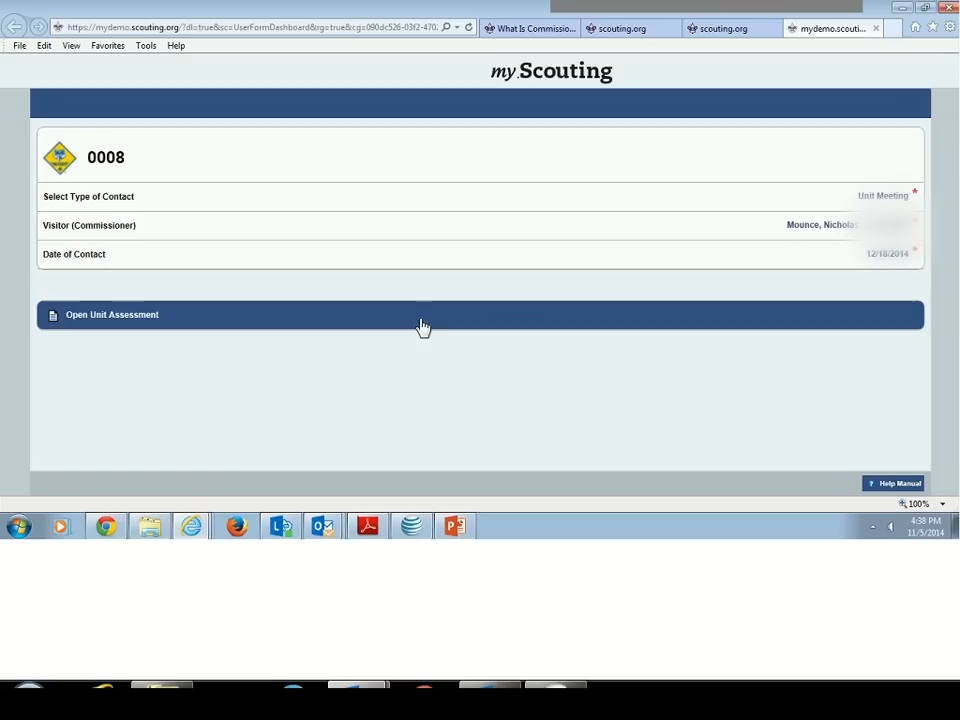 https://mydemo.scouting.org/?dl=true&sc=UserFormDashboard&rg=true&cg=090dc526-03f2-470.
What Is Commissio...
scouting.org
scouting.org
mydemo.scouti...
File Edit View Favorites Tools Help
my.Scouting
0008
Select Type of Contact
Unit Meeting *
Visitor (Commissioner)
Mounce, Nicholas
Date of Contact
12/18/2014 *
Open Unit Assessment
? Help Manual
100%
4:38 PM
11/5/2014